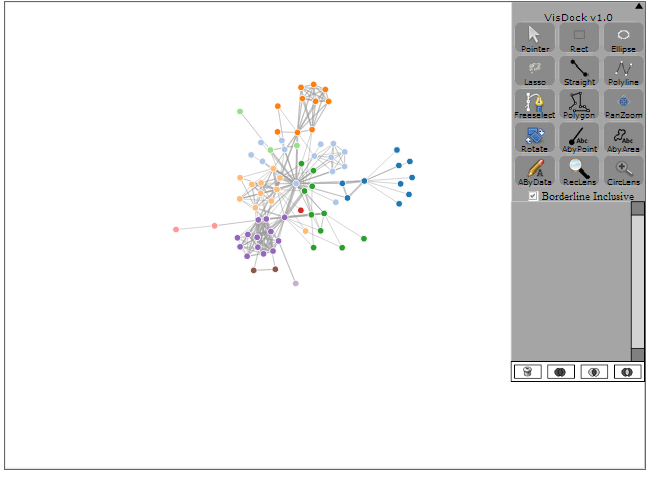 VisDock v1.0
Pointer Rect Ellipse
Lasso Straight Polyline
Freeselect Polygon PanZoom
Rotate AbyPoint AbyArea
AByData RecLens CircLens
Borderline Inclusive